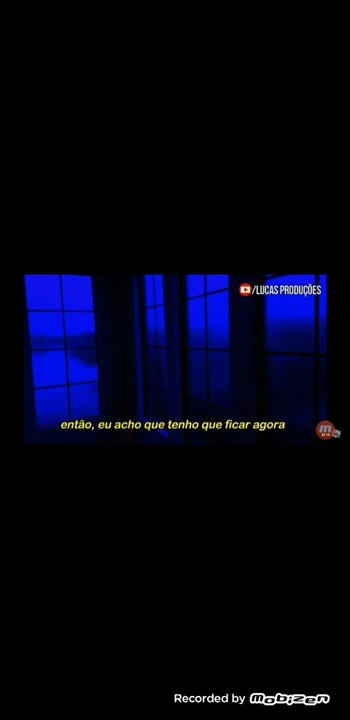 /LUCAS PRODUÇÕES
então, eu acho que tenho que ficar agora
Recorded by mobizen